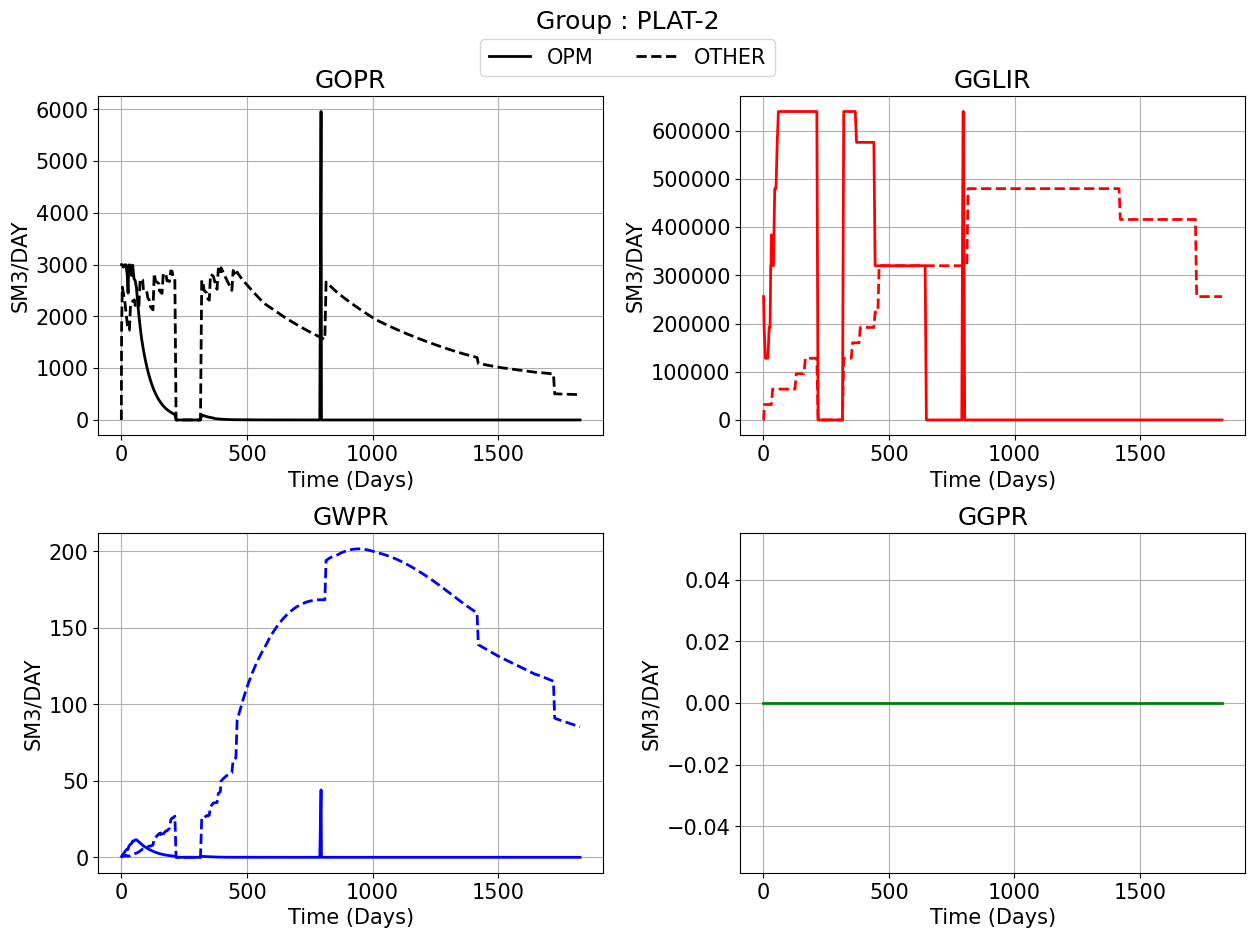 Group : PLAT-2
OPM OTHER
GOPR
6000
5000
4000
3000
2000
1000
0
SM3/DAY
0 500 1000 1500
Time (Days)
GGLIR
600000
500000
400000
300000
200000
100000
0
SM3/DAY
0 500 1000 1500
Time (Days)
GWPR
200
150
100
50
0
SM3/DAY
0 500 1000 1500
Time (Days)
GGPR
0.04
0.02
0.00
−0.02
−0.04
SM3/DAY
0 500 1000 1500
Time (Days)